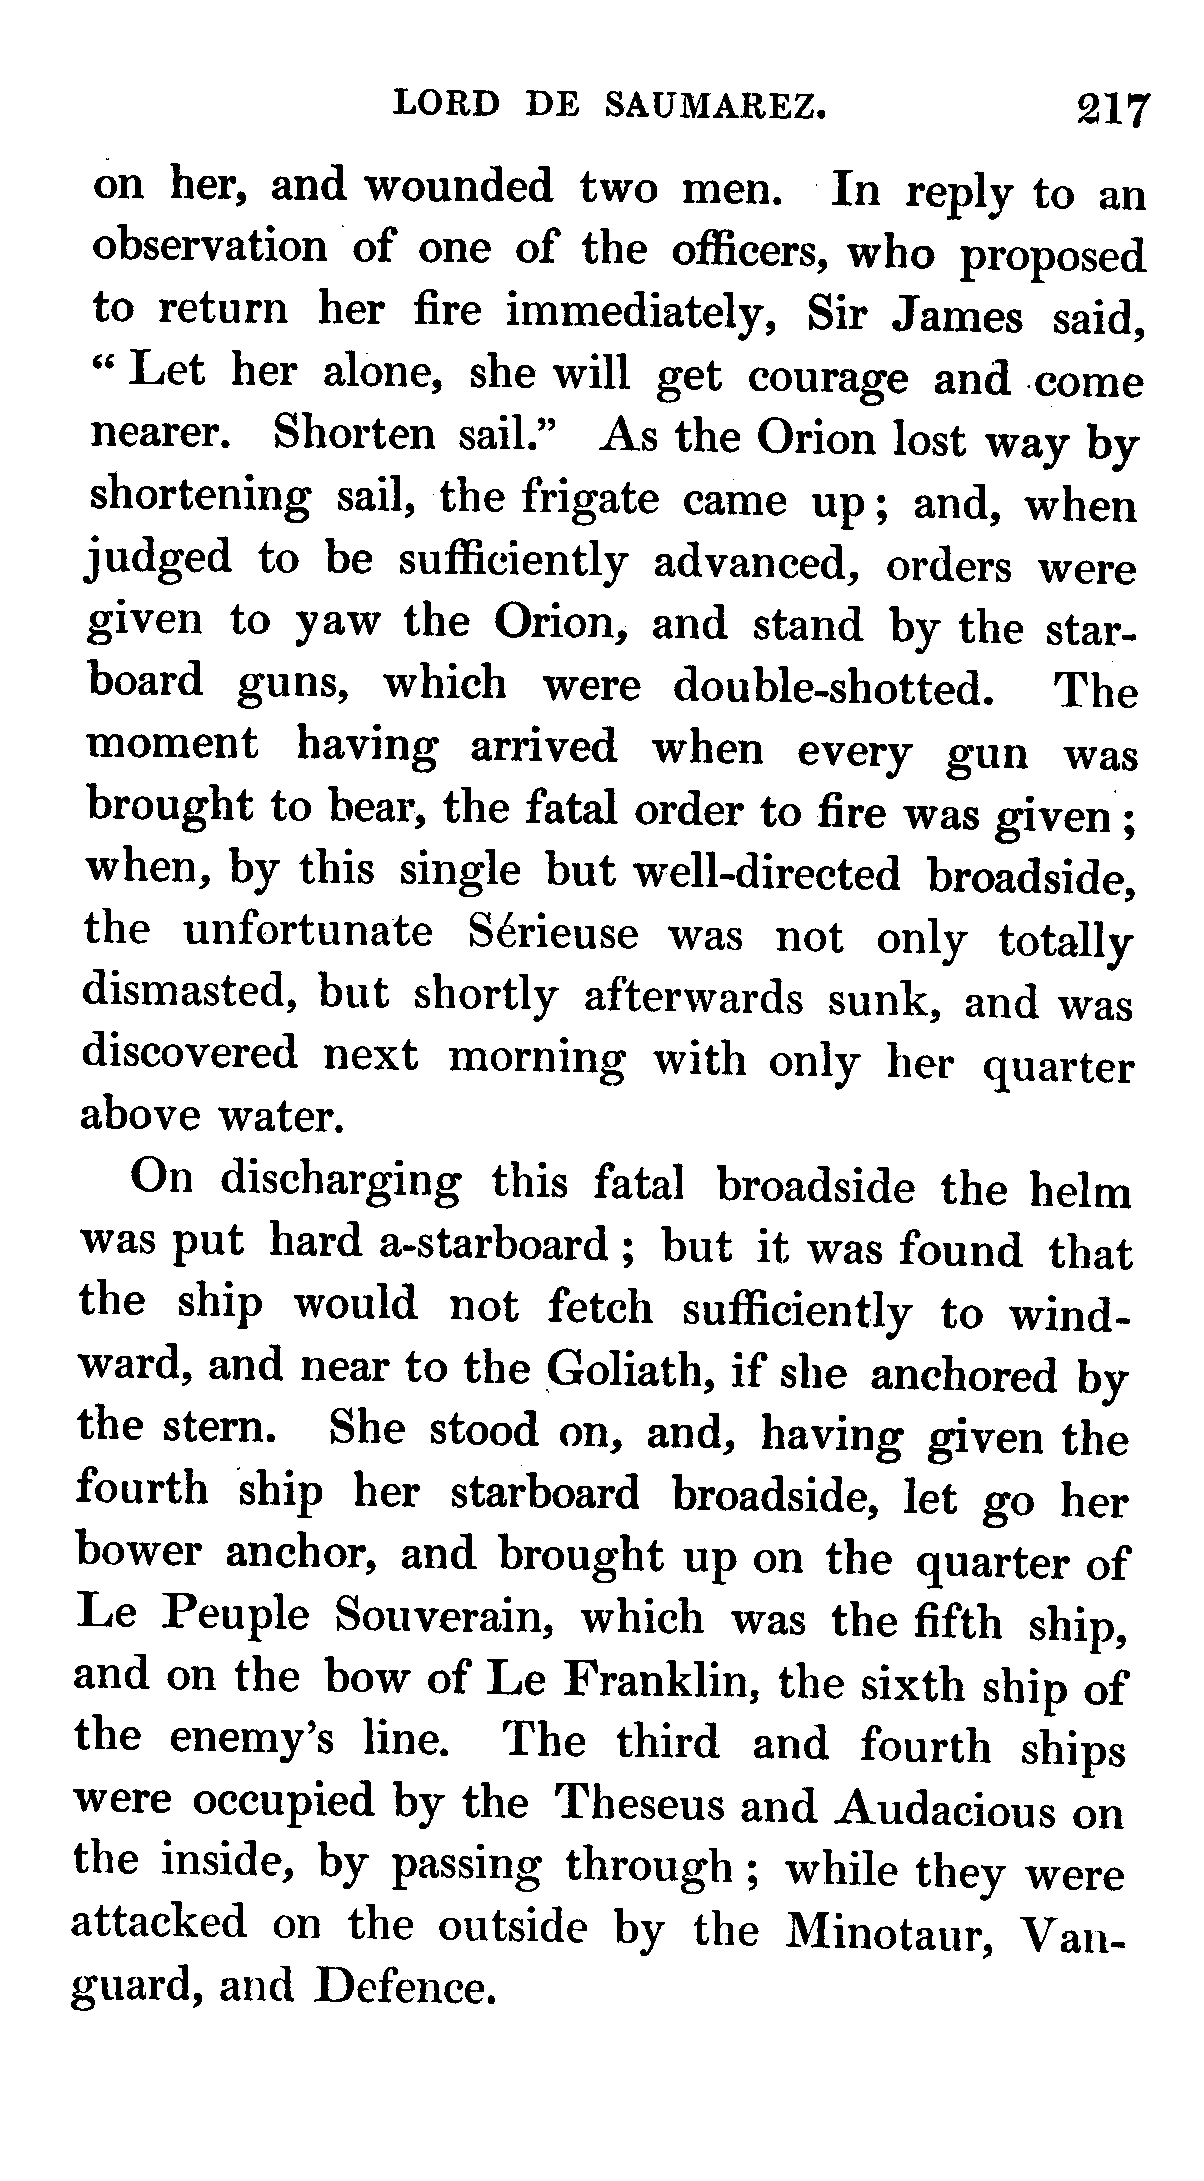 LORD DE SAUMAREZ. 217
on her, and wounded two men. In reply to an
observation of one of the officers, who proposed
to return her fire immediately, Sir James said,
“ Let her alone, she will get courage and come
nearer. Shorten sail.” As the Orion lost way by
shortening sail, the frigate came up ; and, when
judged to be sufficiently advanced, orders were
given to yaw the Orion, and stand by the star-
board guns, which were double-shotted. The
moment having arrived when every gun was
brought to bear, the fatal order to fire was given ;
when, by this single but well-directed broadside,
the unfortunate Sérieuse was not only totally
dismasted, but shortly afterwards sunk, and was
discovered next morning with only her quarter
above water.
On discharging this fatal broadside the helm
was put hard a-starboard ; but it was found that
the ship would not fetch sufficiently to wind-
ward, and near to the Goliath, if she anchored by
the stern. She stood on, and, having given the
fourth ship her starboard broadside, let go her
bower anchor, and brought up on the quarter of
Le Peuple Souverain, which was the fifth ship,
and on the bow of Le Franklin, the sixth ship of
the enemy’s line. The third and fourth ships
were occupied by the Theseus and Audacious on
the inside, by passing through ; while they were
attacked on the outside by the Minotaur, Van-
guard, and Defence.